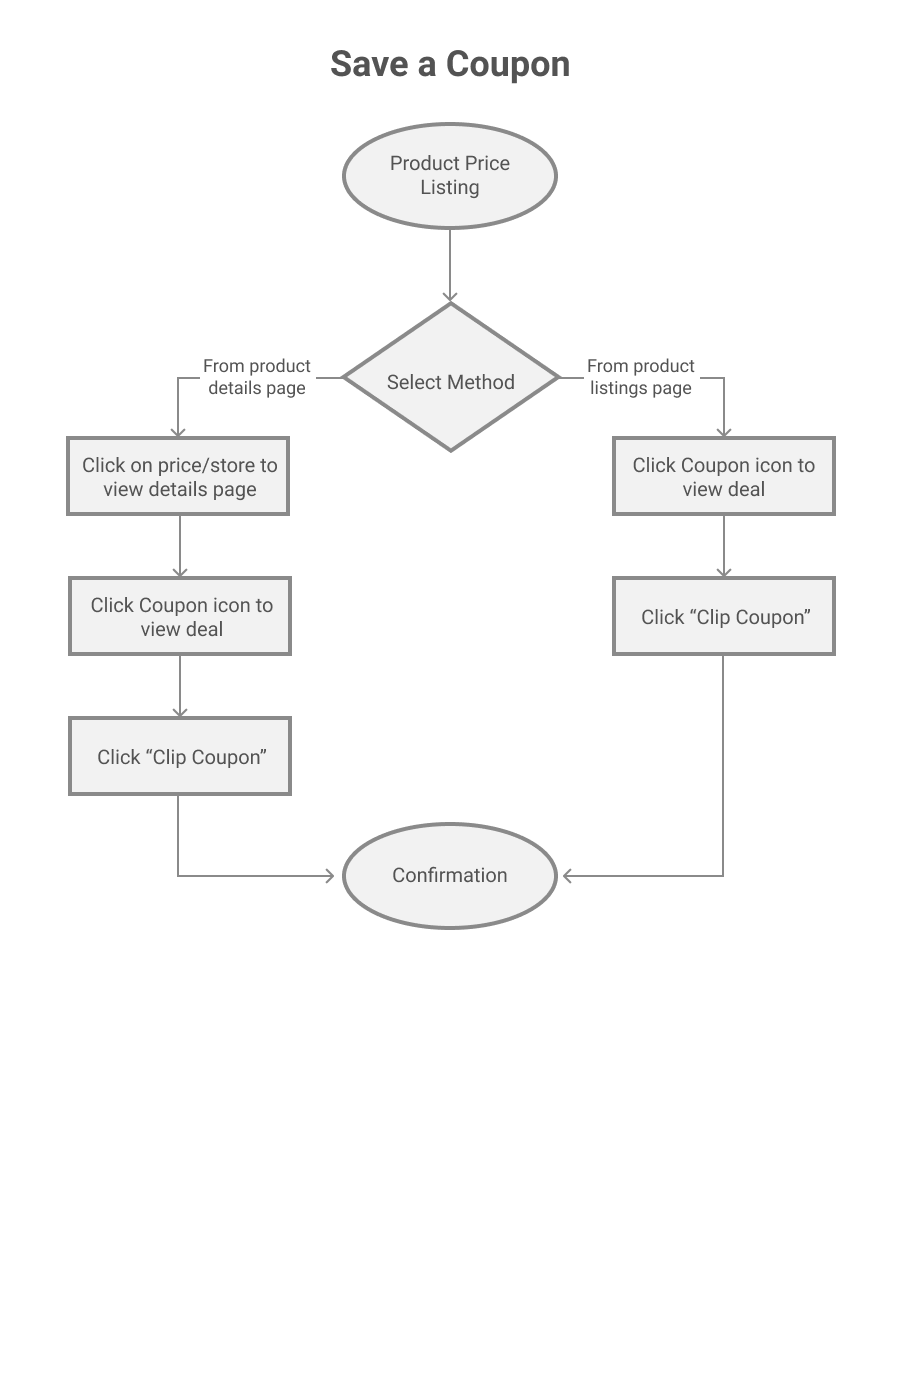 Save a Coupon
Product Price
Listing
Select Method
From product
details page
From product
listings page
Click on price/store to
view details page
Click Coupon icon to
view deal
Click Coupon icon to
view deal
Click “Clip Coupon”
Click “Clip Coupon”
Confirmation